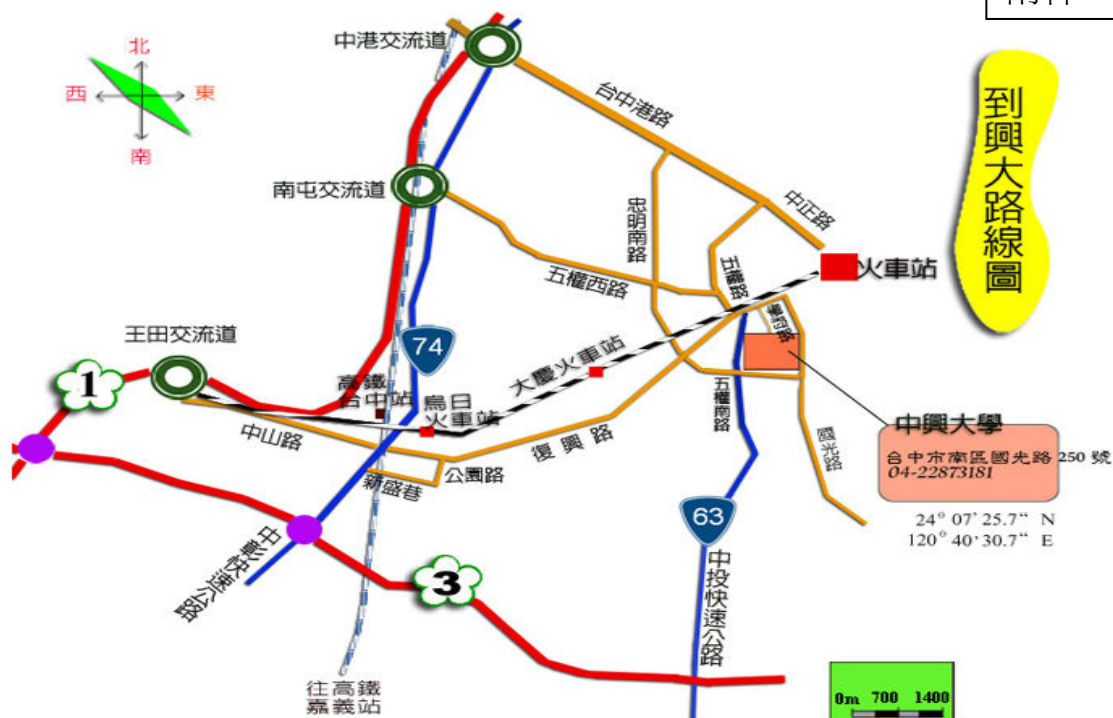 中港交流道
北
西
東
南
台中港路
到興大路線圖
南屯交流道
忠明南路
中正路
五權西路
五權路
火車站
學府路
王田交流道
74
1
高鐵
台中站
烏日
火車站
大慶火車站
五權南路
中山路
復興路
國光路
中興大學
台中市南區國光路250 號
04-22873181
公園路
新盛巷
24° 07' 25.7“ N
120° 40' 30.7“ E
63
中彰快速公路
3
中投快速公路
往高鐵
嘉義站
0m 700 1400